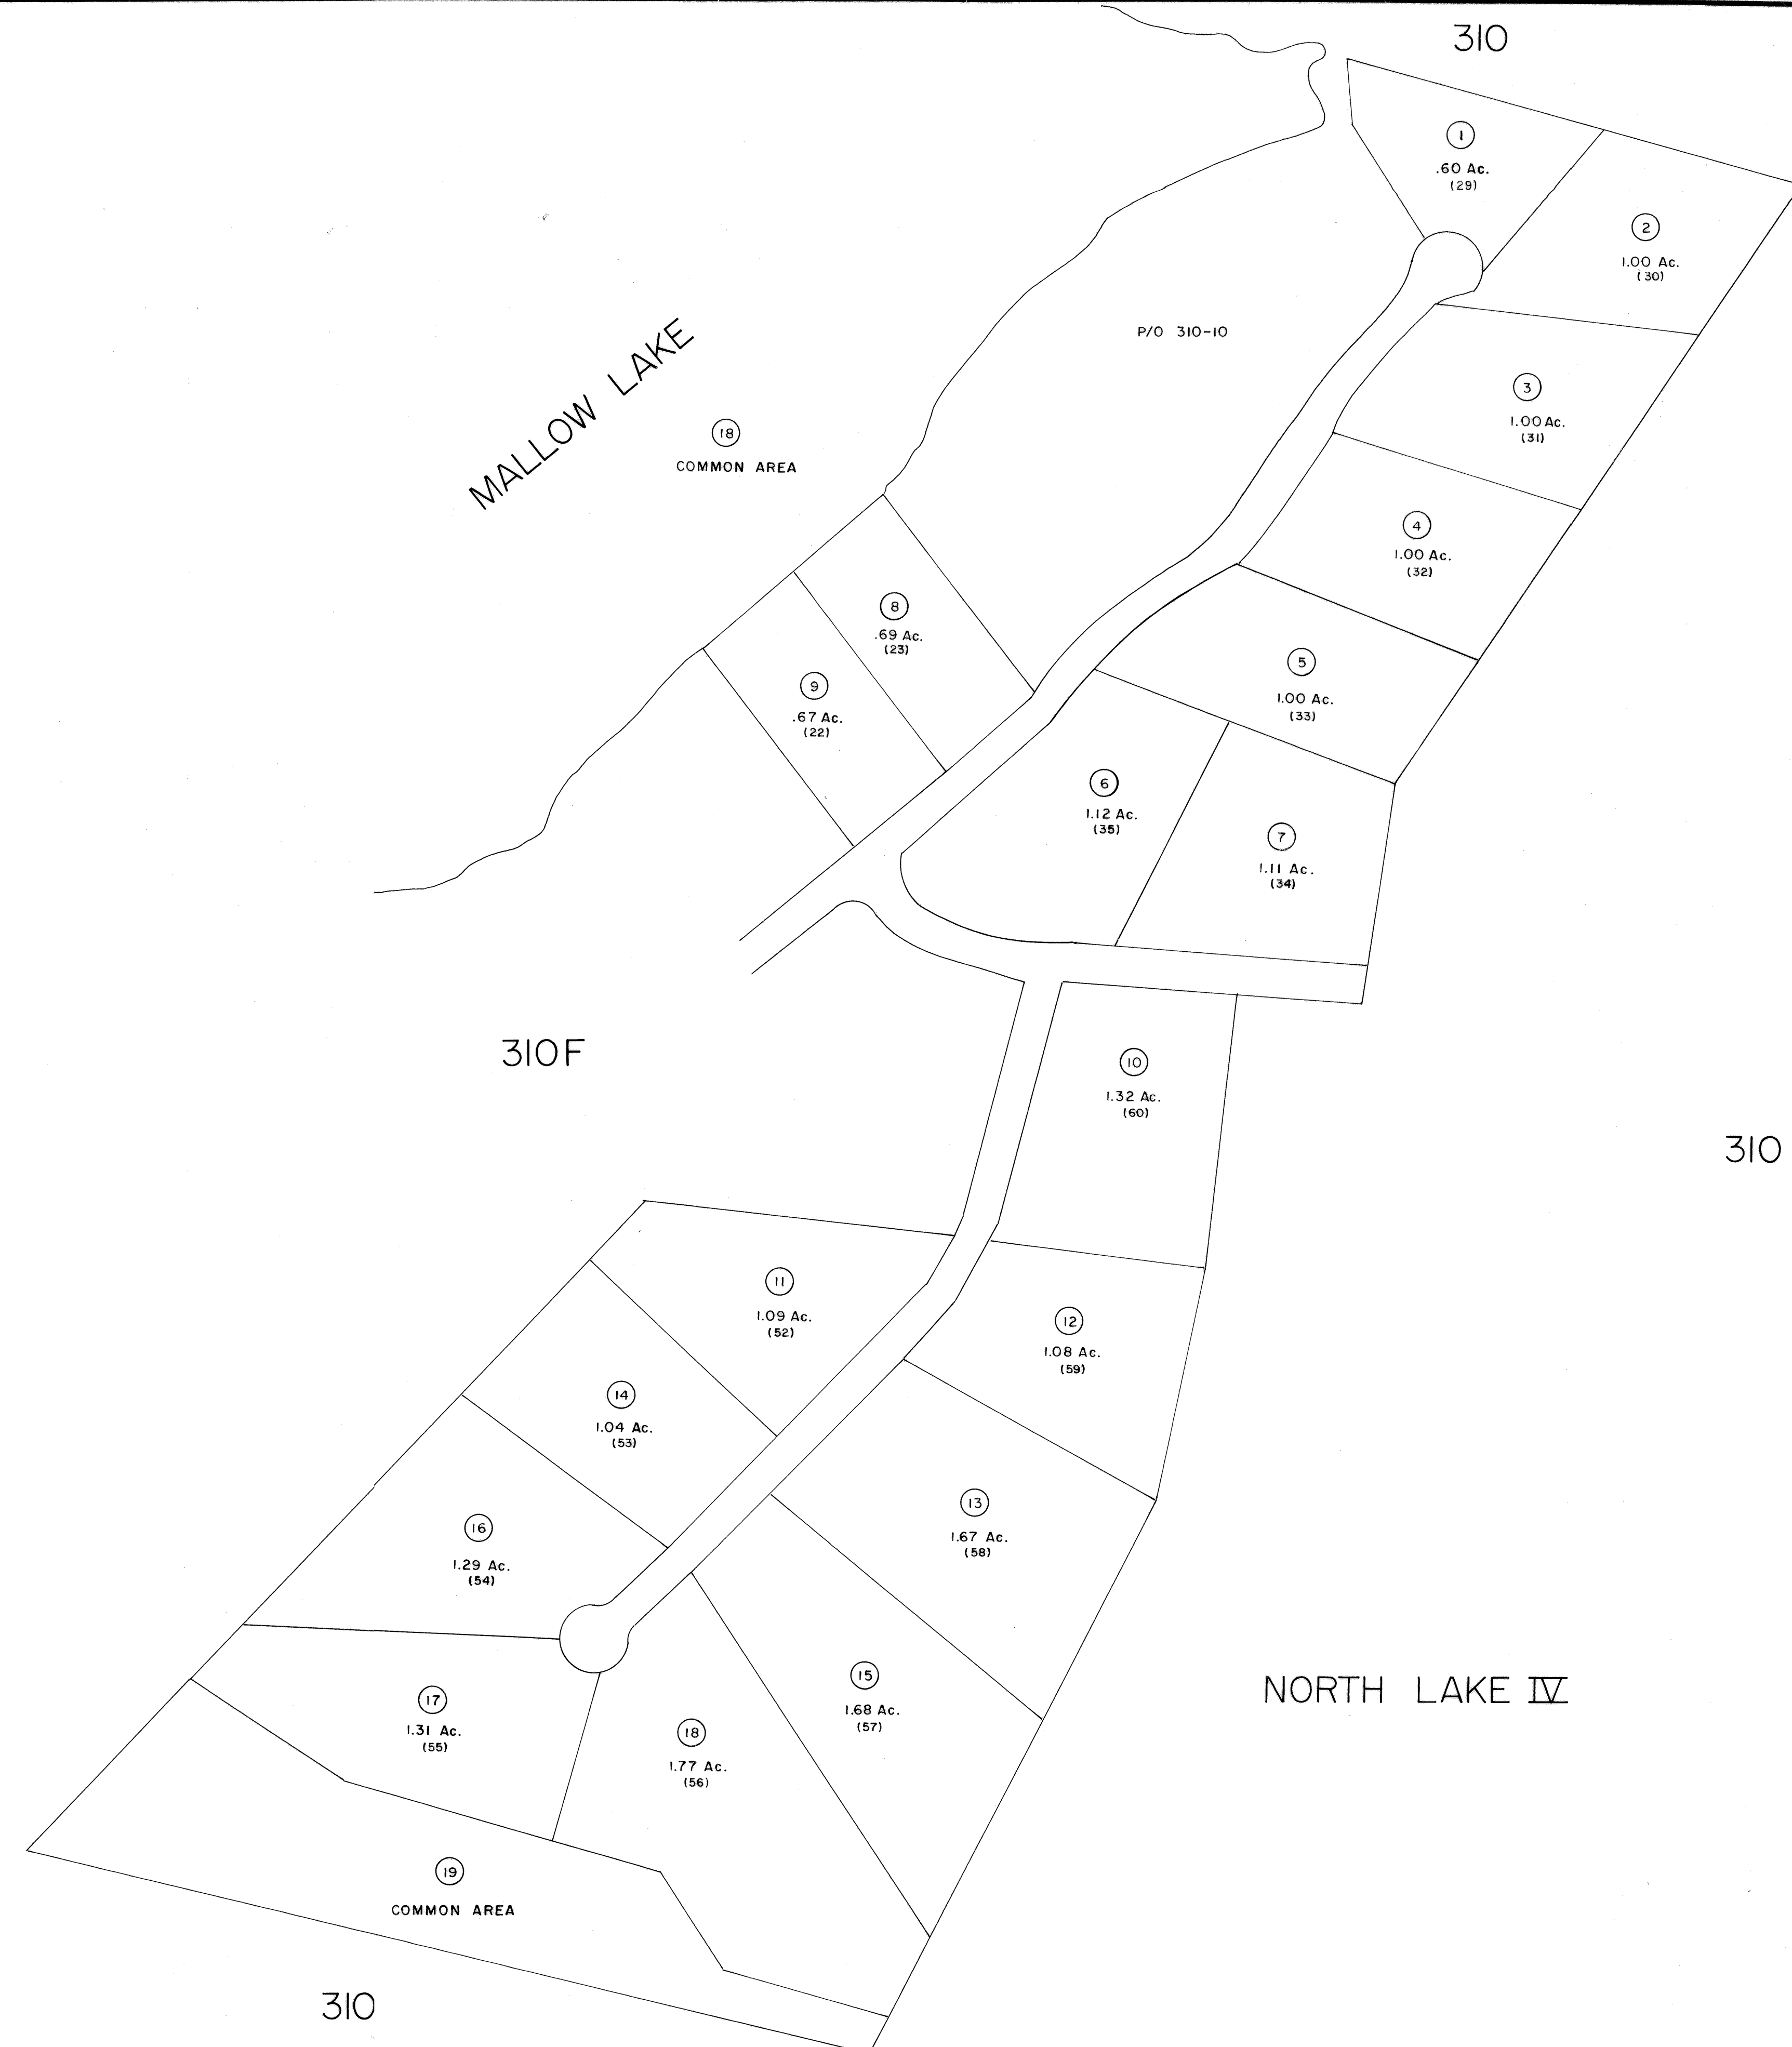 310
1
.60 Ac.
(29)
2
1.00 Ac.
(30)
P/O 310-10
MALLOW LAKE
3
1.00 Ac.
(31)
18
COMMON AREA
4
1.00 Ac.
(32)
8
.69 Ac.
(23)
5
1.00 Ac.
(33)
9
.67 Ac.
(22)
6
1.12 Ac.
(35)
7
1.11 Ac.
(34)
310F
10
1.32 Ac.
(60)
310
11
1.09 Ac.
(52)
12
1.08 Ac.
(59)
14
1.04 Ac.
(53)
13
1.67 Ac.
(58)
16
1.29 Ac.
(54)
15
1.68 Ac.
(57)
NORTH LAKE IV
17
1.31 Ac.
(55)
18
1.77 Ac.
(56)
19
COMMON AREA
310